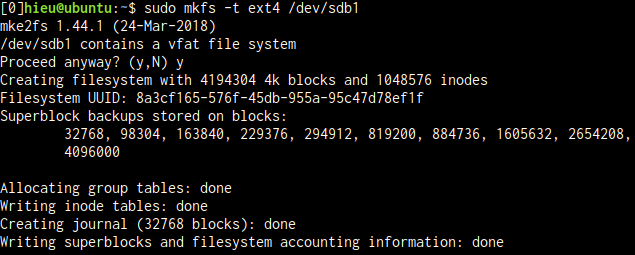 [0]hieu@ubuntu:~$ sudo mkfs -t ext4 /dev/sdb1
mke2fs 1.44.1 (24-Mar-2018)
/dev/sdb1 contains a vfat file system
Proceed anyway? (y,N) y
Creating filesystem with 4194304 4k blocks and 1048576 inodes
Filesystem UUID: 8a3cf165-576f-45db-955a-95c47d78ef1f
Superblock backups stored on blocks:
        32768, 98304, 163840, 229376, 294912, 819200, 884736, 1605632, 2654208,
        4096000

Allocating group tables: done
Writing inode tables: done
Creating journal (32768 blocks): done
Writing superblocks and filesystem accounting information: done